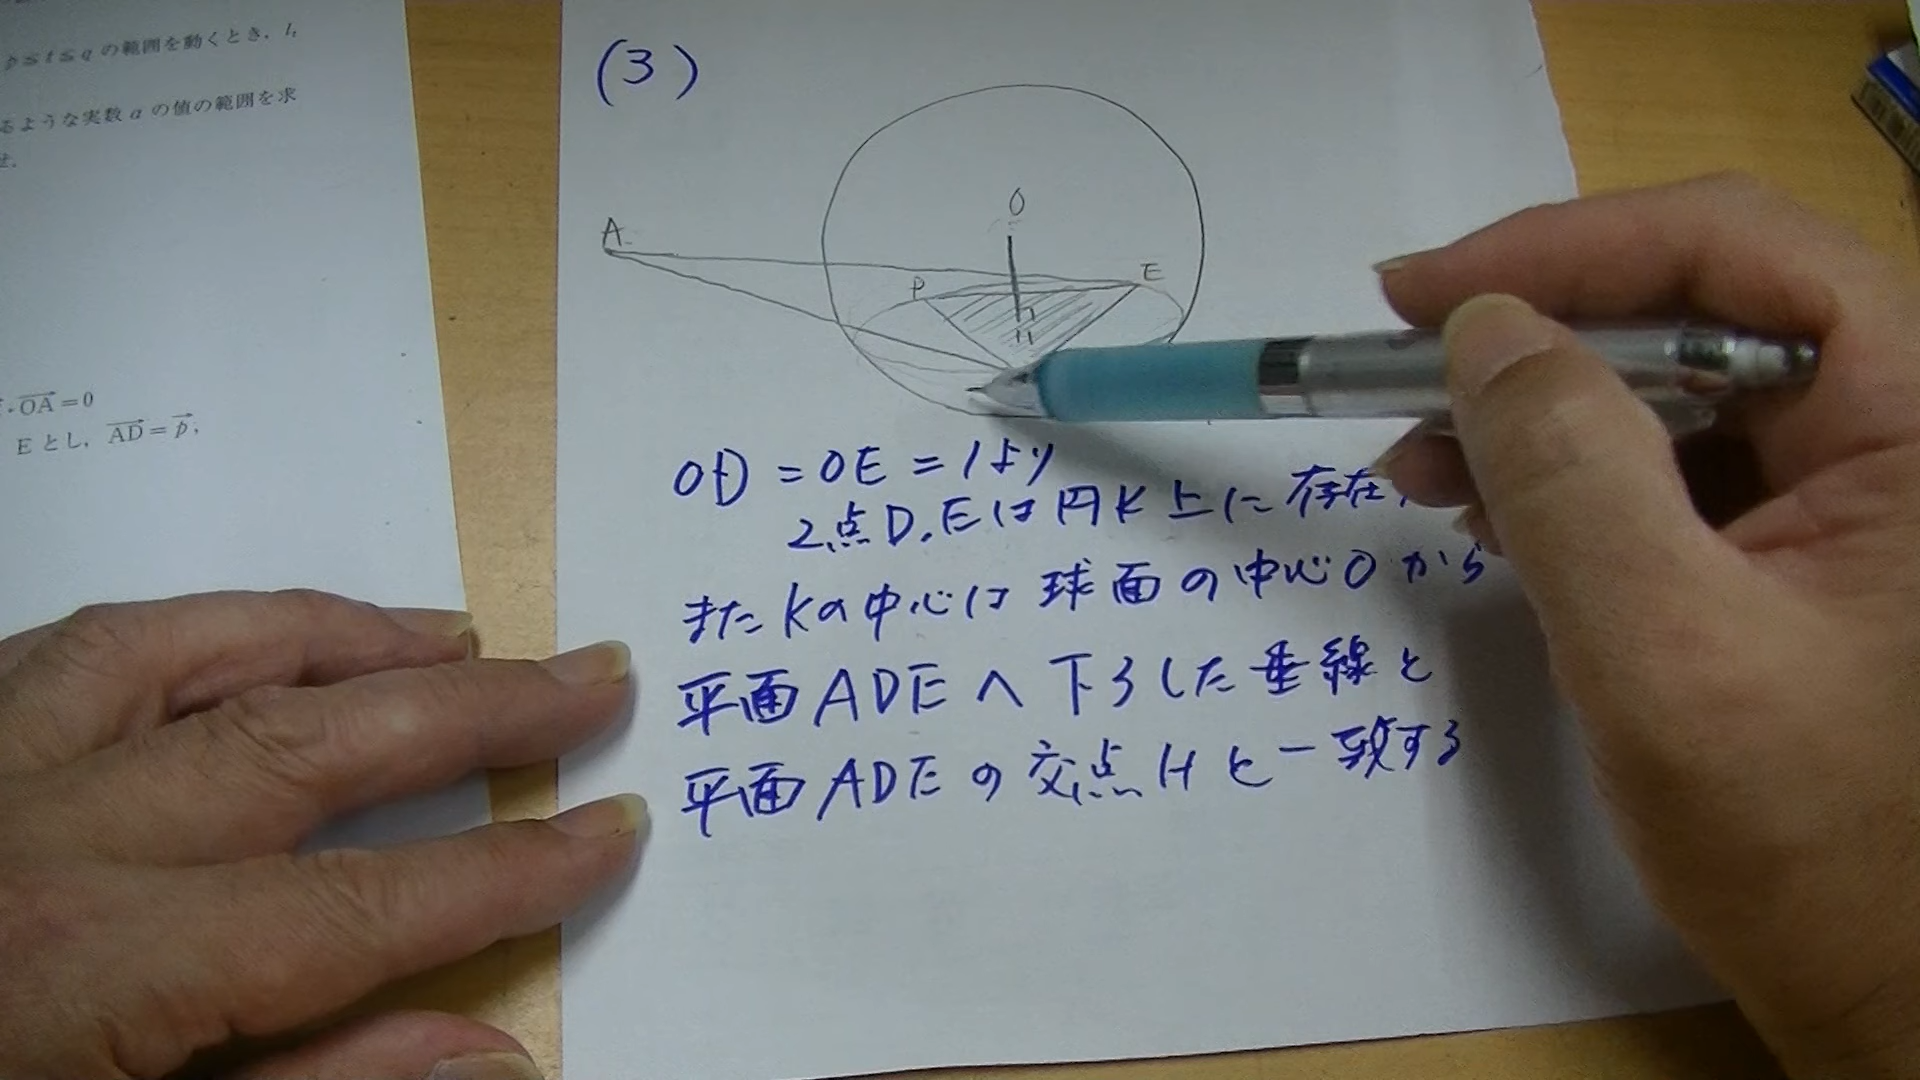 p≦t≦q の範囲を動くとき，lₜ
るような実数 a の値の範囲を求
せ.
・OA=0
E とし，AD=p，
(3)
O
A
P
E
H
OD=OE=1より
2点D,Eは円K上に存在
またKの中心は球面の中心Oから
平面ADEへ下ろした垂線と
平面ADEの交点Hと一致する